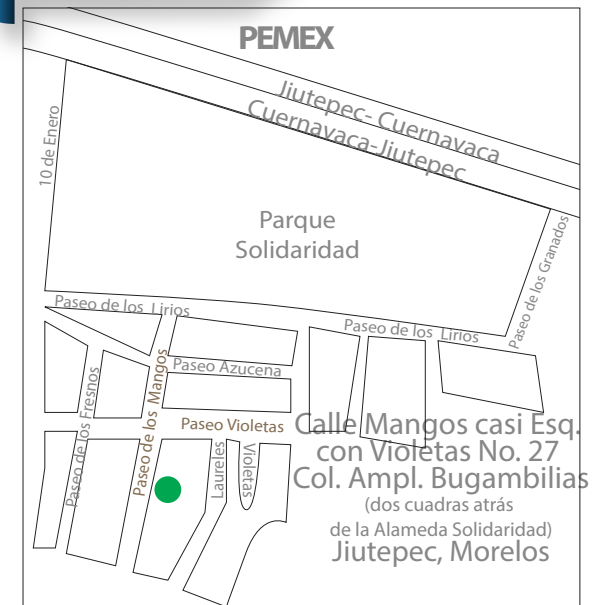 PEMEX
Jiutepec- Cuernavaca
Cuernavaca-Jiutepec
10 de Enero
Parque
Solidaridad
Paseo de los Granados
Paseo de los Lirios
Paseo de los Lirios
Paseo Azucena
Paseo de los Fresnos
Paseo de los Mangos
Paseo Violetas
Laureles
Violetas
Calle Mangos casi Esq.
con Violetas No. 27
Col. Ampl. Bugambilias
(dos cuadras atrás
de la Alameda Solidaridad)
Jiutepec, Morelos